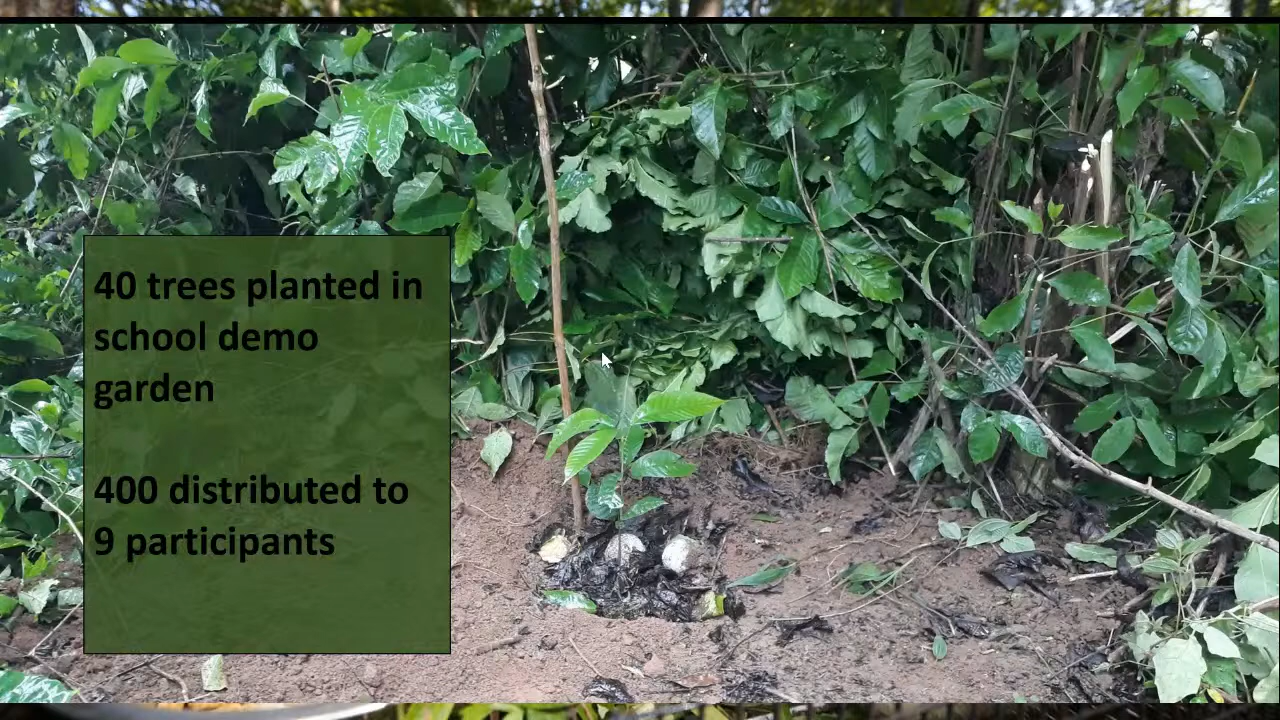 40 trees planted in
school demo
garden
400 distributed to
9 participants